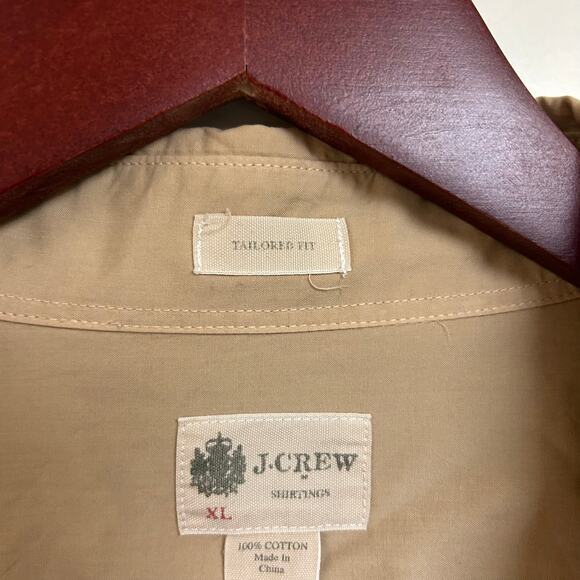 TAILORED FIT
J.CREW
SHIRTINGS
XL
100% COTTON
Made In
China